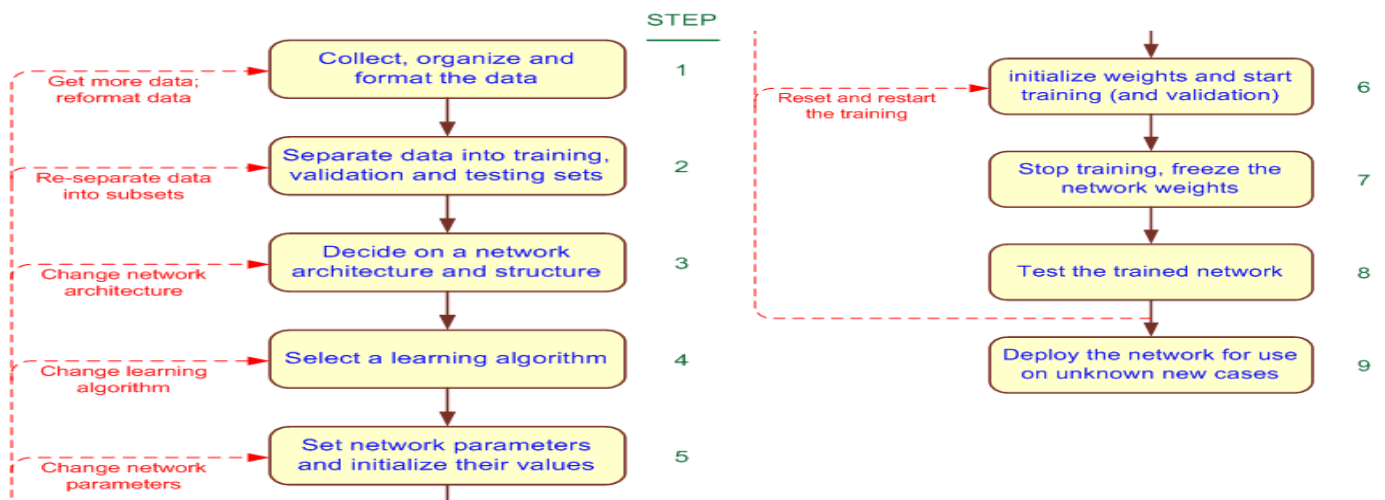 STEP
Collect, organize and
format the data
1
Get more data;
reformat data
Separate data into training,
validation and testing sets
2
Re-separate data
into subsets
Decide on a network
architecture and structure
3
Change network
architecture
Select a learning algorithm
4
Change learning
algorithm
Set network parameters
and initialize their values
5
Change network
parameters
initialize weights and start
training (and validation)
6
Reset and restart
the training
Stop training, freeze the
network weights
7
Test the trained network
8
Deploy the network for use
on unknown new cases
9